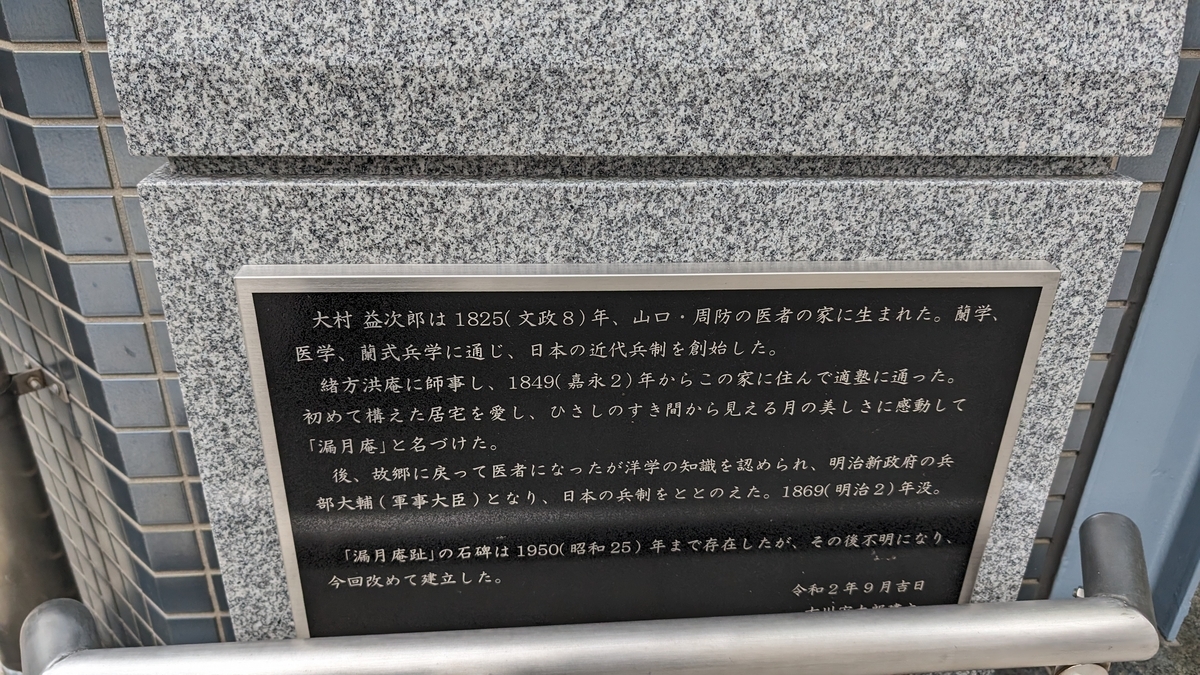 大村 益次郎は 1825(文政8)年、山口・周防の医者の家に生まれた。蘭学、
医学、蘭式兵学に通じ、日本の近代兵制を創始した。
緒方洪庵に師事し、1849(嘉永2)年からこの家に住んで適塾に通った。
初めて構えた居宅を愛し、ひさしのすき間から見える月の美しさに感動して
「漏月庵」と名づけた。
後、故郷に戻って医者になったが洋学の知識を認められ、明治新政府の兵
部大輔(軍事大臣)となり、日本の兵制をととのえた。1869(明治2)年没。
「漏月庵趾」の石碑は 1950(昭和25) 年まで存在したが、その後不明になり、
今回改めて建立した。
令和2年9月吉日